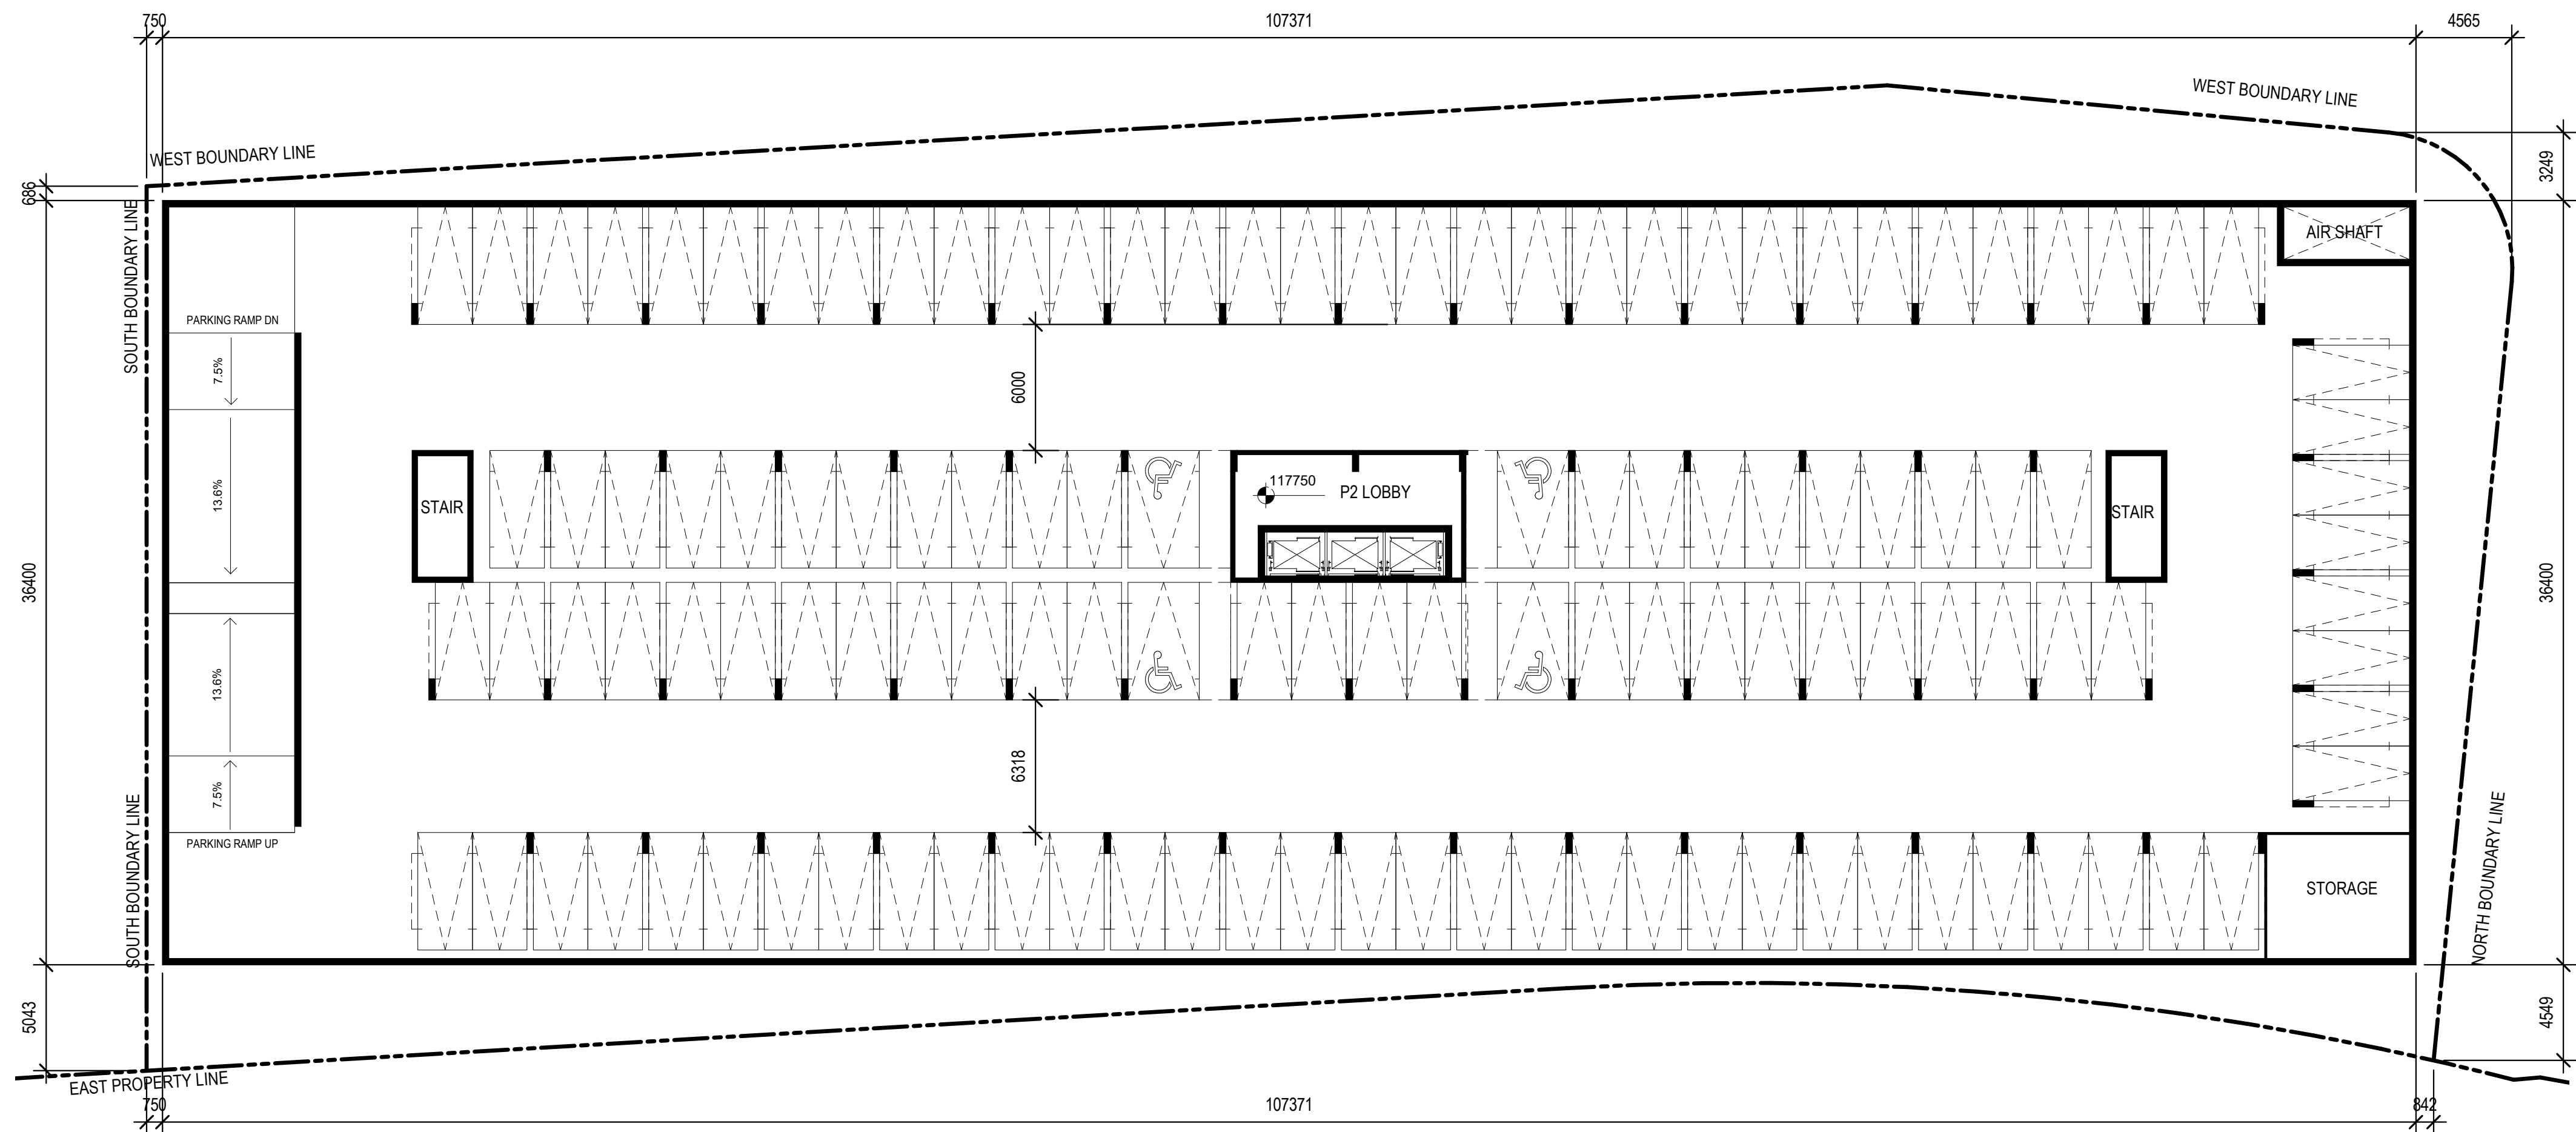 750
107371
4565
WEST BOUNDARY LINE
WEST BOUNDARY LINE
3249
686
SOUTH BOUNDARY LINE
AIR SHAFT
PARKING RAMP DN
7.5%
6000
13.6%
STAIR
117750
P2 LOBBY
STAIR
36400
36400
13.6%
6318
7.5%
PARKING RAMP UP
SOUTH BOUNDARY LINE
STORAGE
NORTH BOUNDARY LINE
5043
4549
EAST PROPERTY LINE
750
107371
842